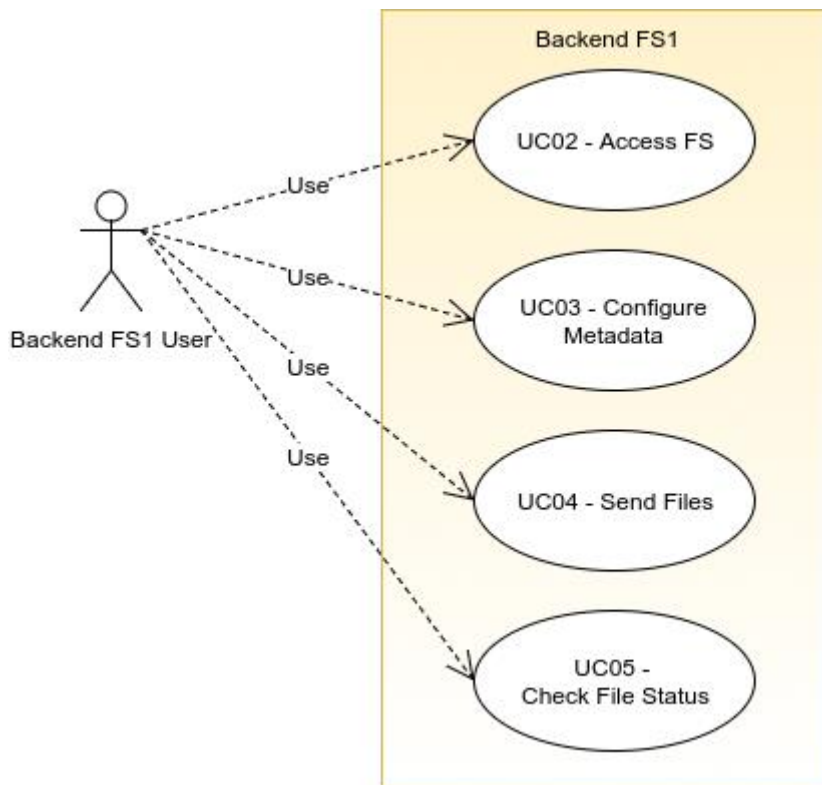 Backend FS1
UC02 - Access FS
Use
Use
UC03 - Configure
Metadata
Backend FS1 User
Use
Use
UC04 - Send Files
UC05 -
Check File Status